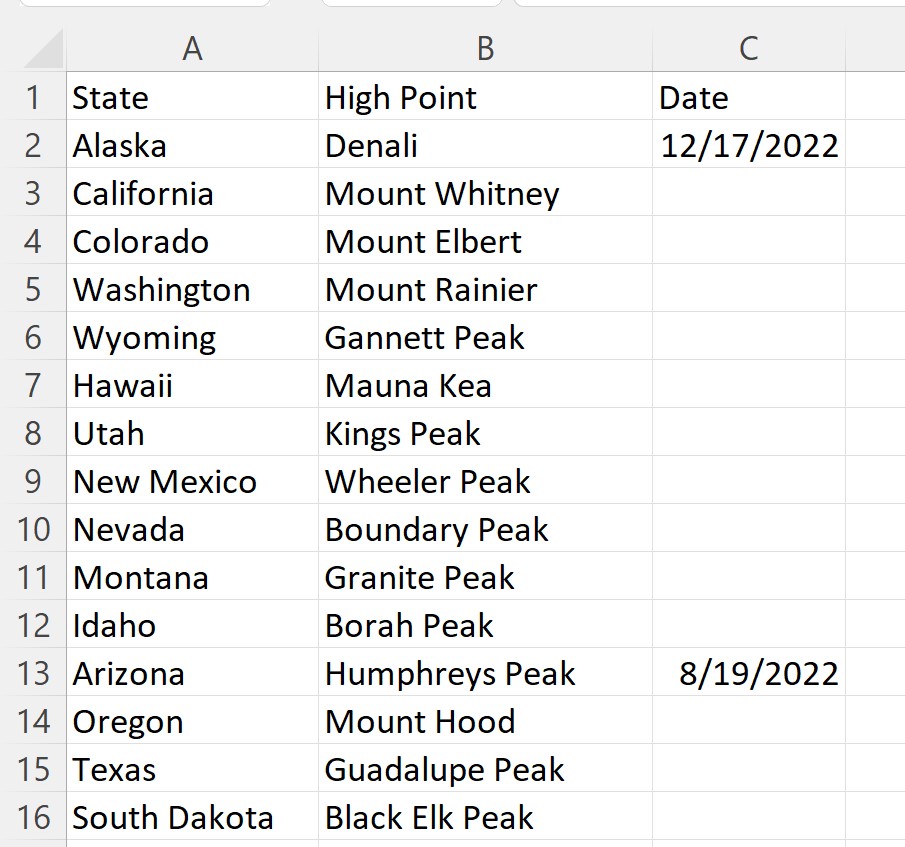 A B C
1 State High Point Date
2 Alaska Denali 12/17/2022
3 California Mount Whitney
4 Colorado Mount Elbert
5 Washington Mount Rainier
6 Wyoming Gannett Peak
7 Hawaii Mauna Kea
8 Utah Kings Peak
9 New Mexico Wheeler Peak
10 Nevada Boundary Peak
11 Montana Granite Peak
12 Idaho Borah Peak
13 Arizona Humphreys Peak 8/19/2022
14 Oregon Mount Hood
15 Texas Guadalupe Peak
16 South Dakota Black Elk Peak